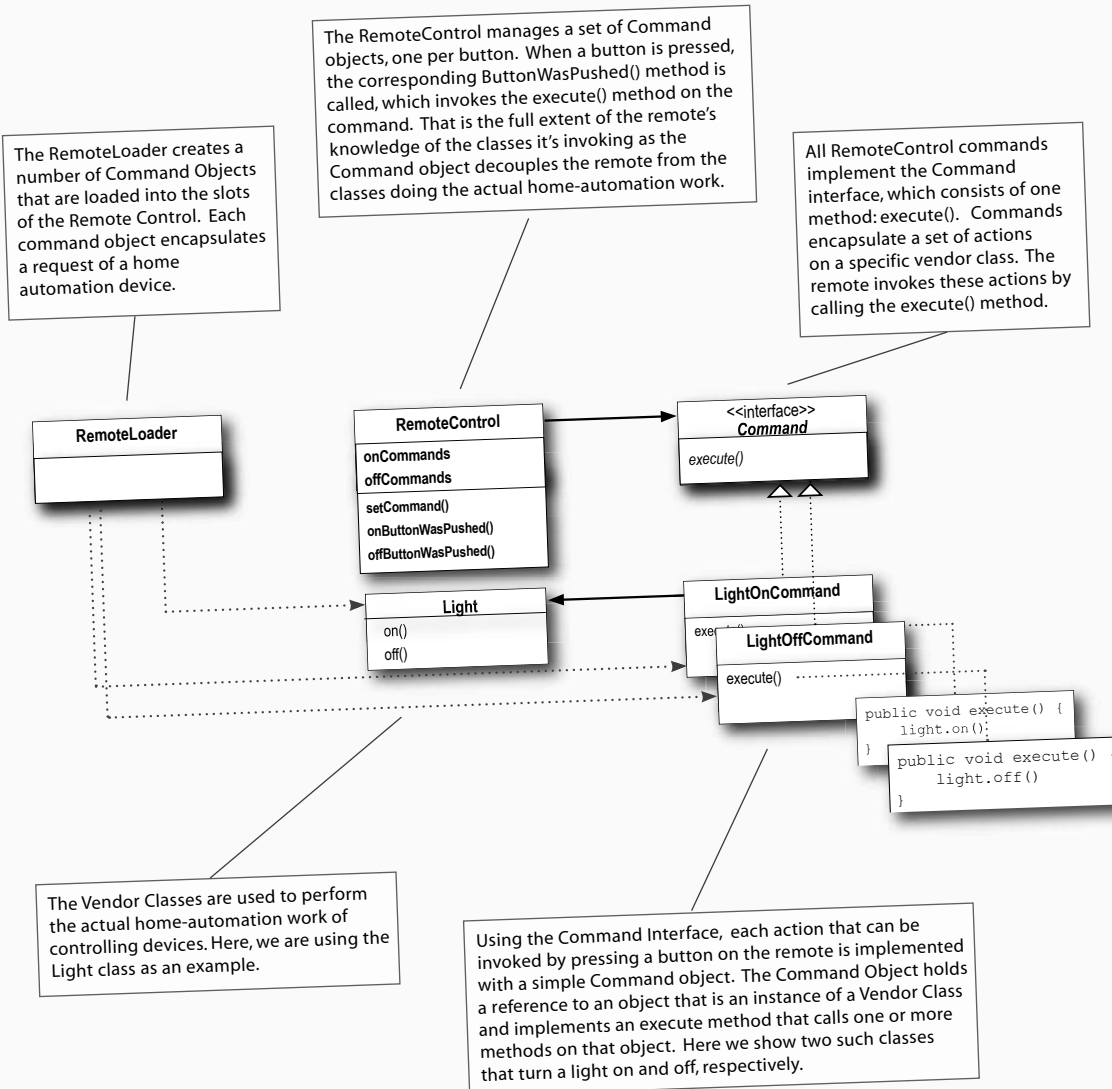 The RemoteControl manages a set of Command
objects, one per button. When a button is pressed,
the corresponding ButtonWasPushed() method is
called, which invokes the execute() method on the
command. That is the full extent of the remote's
knowledge of the classes it's invoking as the
Command object decouples the remote from the
classes doing the actual home-automation work.
The RemoteLoader creates a
number of Command Objects
that are loaded into the slots
of the Remote Control. Each
command object encapsulates
a request of a home
automation device.
All RemoteControl commands
implement the Command
interface, which consists of one
method: execute(). Commands
encapsulate a set of actions
on a specific vendor class. The
remote invokes these actions by
calling the execute() method.
RemoteLoader
RemoteControl
onCommands
offCommands
setCommand()
onButtonWasPushed()
offButtonWasPushed()
<<interface>>
Command
execute()
Light
on()
off()
LightOnCommand
LightOffCommand
execute()
public void execute() {
light.on()
}
public void execute() {
light.off()
}
The Vendor Classes are used to perform
the actual home-automation work of
controlling devices. Here, we are using the
Light class as an example.
Using the Command Interface, each action that can be
invoked by pressing a button on the remote is implemented
with a simple Command object. The Command Object holds
a reference to an object that is an instance of a Vendor Class
and implements an execute method that calls one or more
methods on that object. Here we show two such classes
that turn a light on and off, respectively.